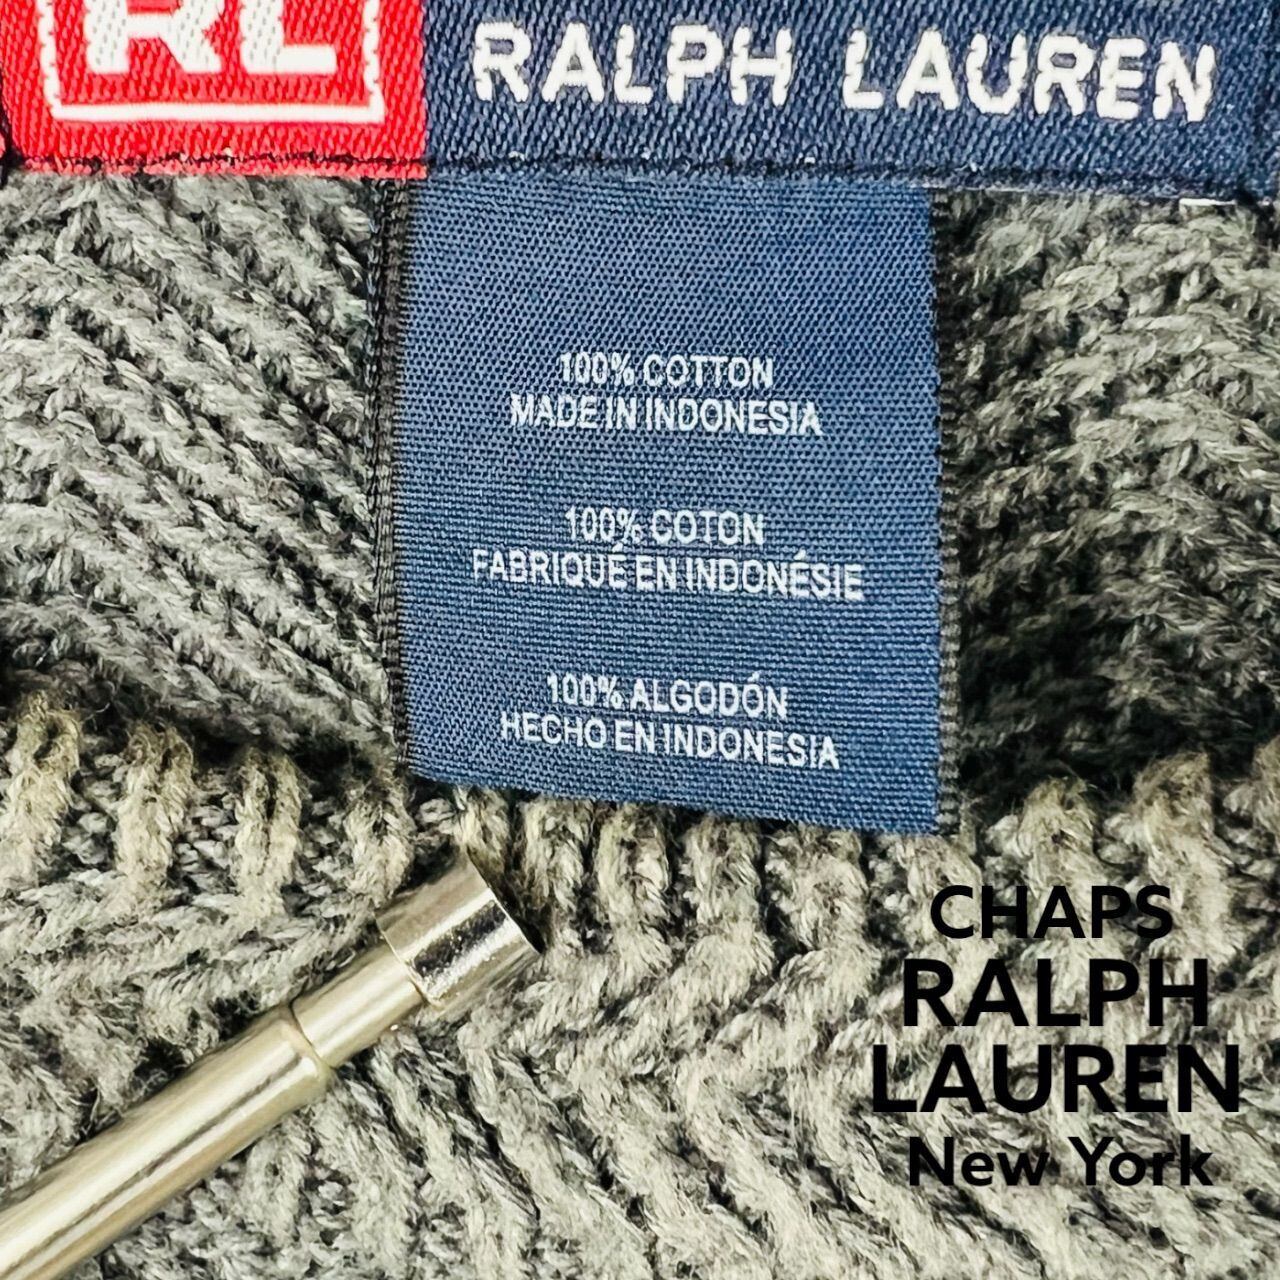 RL RALPH LAUREN
100% COTTON
MADE IN INDONESIA
100% COTON
FABRIQUÉ EN INDONÉSIE
100% ALGODÓN
HECHO EN INDONESIA
CHAPS
RALPH
LAUREN
New York